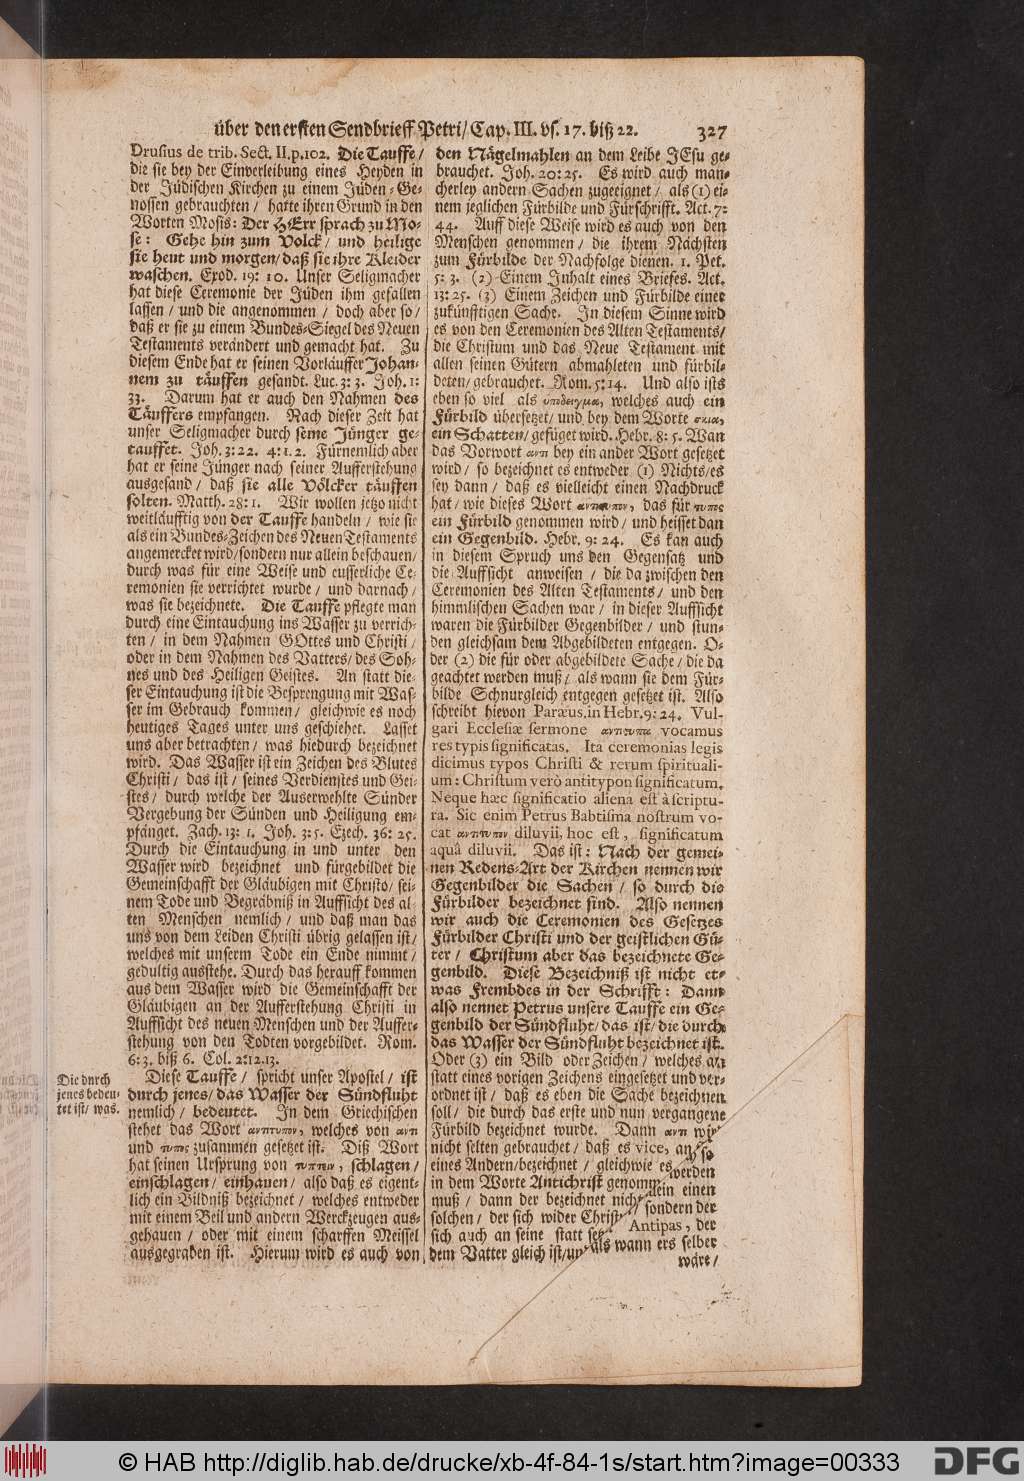 über den ersten Sendbrieff Petri/ Cap. III. vs. 17. biß 22. 327
Drusius de trib. Sect. II. p. 102. Die Tauffe/
die sie bey der Einverleibung eines Heyden in
der Jüdischen Kirchen zu einem Jüden-Ge-
nossen gebrauchten/ hatte ihren Grund in den
Worten Mosis: Der HErr sprach zu Mo-
se: Gehe hin zum Volck/ und heilige
sie heut und morgen/ daß sie ihre Kleider
waschen. Exod. 19: 10. Unser Seligmacher
hat diese Ceremonie der Jüden ihm gefallen
lassen/ und die angenommen/ doch aber so/
daß er sie zu einem Bundes-Siegel des Neuen
Testaments verändert und gemacht hat. Zu
diesem Ende hat er seinen Vorläuffer Johan-
nem zu täuffen gesandt. Luc. 3: 3. Joh. 1:
33. Darum hat er auch den Nahmen des
Täuffers empfangen. Nach dieser Zeit hat
unser Seligmacher durch seine Jünger ge-
tauffet. Joh. 3: 22. 4: 1. 2. Fürnemlich aber
hat er seine Jünger nach seiner Aufferstehung
ausgesand/ daß sie alle Völcker täuffen
solten. Matth. 28: 1. Wir wollen jetzo nicht
weitläufftig von der Tauffe handeln/ wie sie
als ein Bundes-Zeichen des Neuen Testaments
angemercket wird/ sondern nur allein beschauen/
durch was für eine Weise und eusserliche Ce-
remonien sie verrichtet wurde/ und darnach/
was sie bezeichnete. Die Tauffe pflegte man
durch eine Eintauchung ins Wasser zu verrich-
ten/ in dem Nahmen GOttes und Christi/
oder in dem Nahmen des Vatters/ des Soh-
nes und des Heiligen Geistes. An statt die-
ser Eintauchung ist die Besprengung mit Was-
ser im Gebrauch kommen/ gleichwie es noch
heutiges Tages unter uns geschiehet. Lasset
uns aber betrachten/ was hiedurch bezeichnet
wird. Das Wasser ist ein Zeichen des Blutes
Christi/ das ist/ seines Verdienstes und Gei-
stes/ durch welche der Auserwehlte Sünder
Vergebung der Sünden und Heiligung em-
pfänget. Zach. 13: 1. Joh. 3: 5. Ezech. 36: 25.
Durch die Eintauchung in und unter den
Wasser wird bezeichnet und fürgebildet die
Gemeinschafft der Gläubigen mit Christo/ sei-
nem Tode und Begräbniß in Auffsicht des al-
ten Menschen nemlich/ und daß man das
uns von dem Leiden Christi übrig gelassen ist/
welches mit unserm Tode ein Ende nimmt/
gedultig ausstehe. Durch das herauff kommen
aus dem Wasser wird die Gemeinschafft der
Gläubigen an der Aufferstehung Christi in
Auffsicht des neuen Menschen und der Auffer-
stehung von den Todten vorgebildet. Rom.
6: 3. biß 6. Col. 2: 12. 13.
Die durch
jenes bedeu-
tet ist/ was.
Diese Tauffe/ spricht unser Apostel/ ist
durch jenes/ das Wasser der Sündfluht
nemlich/ bedeutet. In dem Griechischen
stehet das Wort αντιτυπον, welches von αντι
und τυπος zusammen gesetzet ist. Diß Wort
hat seinen Ursprung von τυπτειν, schlagen/
einschlagen/ einhauen/ also daß es eigent-
lich ein Bildniß bezeichnet/ welches entweder
mit einem Beil und andern Werckzeugen aus-
gehauen/ oder mit einem scharffen Meissel
ausgegraben ist. Hierum wird es auch von
den Nägelmahlen an dem Leibe JEsu ge-
brauchet. Joh. 20: 25. Es wird auch man-
cherley andern Sachen zugeeignet/ als (1) ei-
nem jeglichen Fürbilde und Fürschrifft. Act. 7:
44. Auff diese Weise wird es auch von den
Menschen genommen/ die ihrem Nächsten
zum Fürbilde der Nachfolge dienen. 1. Pet.
5: 3. (2) Einem Inhalt eines Briefes. Act.
13: 25. (3) Einem Zeichen und Fürbilde einer
zukünfftigen Sache. In diesem Sinne wird
es von den Ceremonien des Alten Testaments/
die Christum und das Neue Testament mit
allen seinen Gütern abmahleten und fürbil-
deten/ gebrauchet. Rom. 5: 14. Und also ists
eben so viel als ὑποδειγμα, welches auch ein
Fürbild übersetzet/ und bey dem Worte σκια,
ein Schatten/ gefüget wird. Hebr. 8: 5. Wan
das Vorwort αντι bey ein ander Wort gesetzet
wird/ so bezeichnet es entweder (1) Nichts/ es
sey dann/ daß es vielleicht einen Nachdruck
hat/ wie dieses Wort αντιτυπον, das für τυπος
ein Fürbild genommen wird/ und heisset dan
ein Gegenbild. Hebr. 9: 24. Es kan auch
in diesem Spruch uns den Gegensatz und
die Auffsicht anweisen/ die da zwischen den
Ceremonien des Alten Testaments/ und den
himmlischen Sachen war/ in dieser Auffsicht
waren die Fürbilder Gegenbilder/ und stun-
den gleichsam dem Abgebildeten entgegen. O-
der (2) die für oder abgebildete Sache/ die da
geachtet werden muß/ als wann sie dem Für-
bilde Schnurgleich entgegen gesetzet ist. Also
schreibt hievon Paræus. in Hebr. 9: 24. Vul-
gari Ecclesiæ sermone αντιτυπα vocamus
res typis significatas. Ita ceremonias legis
dicimus typos Christi & rerum spirituali-
um: Christum verò antitypon significatum.
Neque hæc significatio aliena est à scriptu-
ra. Sic enim Petrus Babtisma nostrum vo-
cat αντιτυπον diluvii, hoc est, significatum
aquâ diluvii. Das ist: Nach der gemei-
nen Redens-Art der Kirchen nennen wir
Gegenbilder die Sachen/ so durch die
Fürbilder bezeichnet sind. Also nennen
wir auch die Ceremonien des Gesetzes
Fürbilder Christi und der geistlichen Gü-
ter/ Christum aber das bezeichnete Ge-
genbild. Diese Bezeichniß ist nicht et-
was Frembdes in der Schrifft: Dann
also nennet Petrus unsere Tauffe ein Ge-
genbild der Sündfluht/ das ist/ die durch
das Wasser der Sündfluht bezeichnet ist.
Oder (3) ein Bild oder Zeichen/ welches an
statt eines vorigen Zeichens eingesetzet und ver-
ordnet ist/ daß es eben die Sache bezeichnen
soll/ die durch das erste und nun vergangene
Fürbild bezeichnet wurde. Dann αντι
nicht selten gebrauchet/ daß es vice, an so
eines Andern/ bezeichnet/ gleichwie es werden
in dem Worte Antichrist genomm allein einen
muß/ dann der bezeichnet nich sondern der
solchen/ der sich wider Christ Antipas, der
sich auch an seine statt se als wann ers selber
dem Vatter gleich ist/ wäre/
© HAB http://diglib.hab.de/drucke/xb-4f-84-1s/start.htm?image=00333
DFG